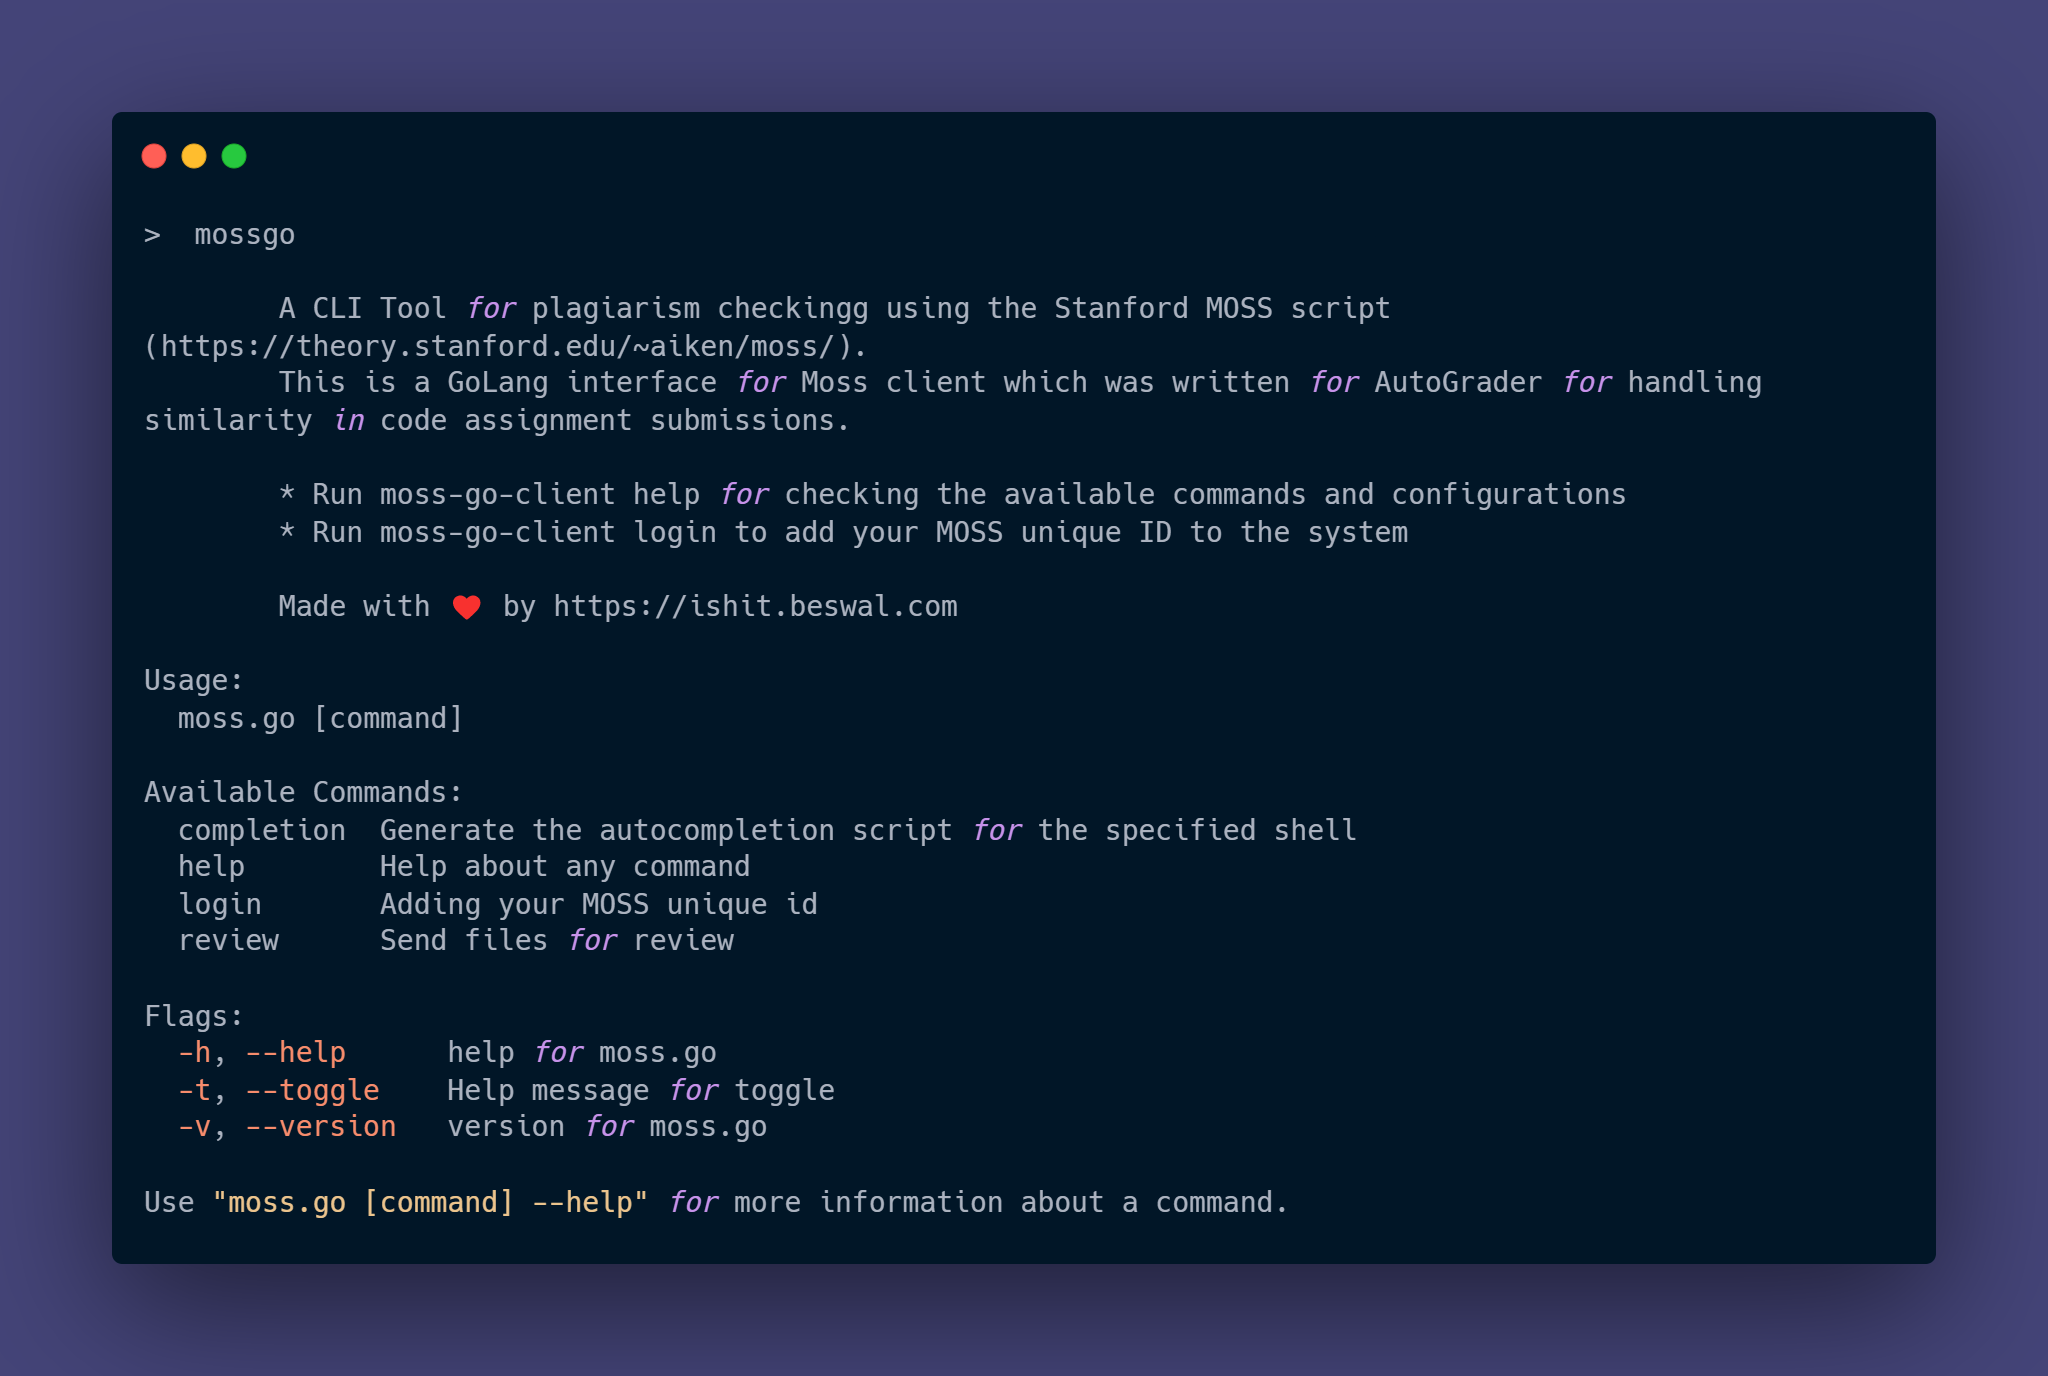 >  mossgo
        A CLI Tool for plagiarism checkingg using the Stanford MOSS script
(https://theory.stanford.edu/~aiken/moss/).
        This is a GoLang interface for Moss client which was written for AutoGrader for handling
similarity in code assignment submissions.
        * Run moss-go-client help for checking the available commands and configurations
        * Run moss-go-client login to add your MOSS unique ID to the system
        Made with ❤️ by https://ishit.beswal.com
Usage:
  moss.go [command]
Available Commands:
  completion  Generate the autocompletion script for the specified shell
  help        Help about any command
  login       Adding your MOSS unique id
  review      Send files for review
Flags:
  -h, --help      help for moss.go
  -t, --toggle    Help message for toggle
  -v, --version   version for moss.go
Use "moss.go [command] --help" for more information about a command.